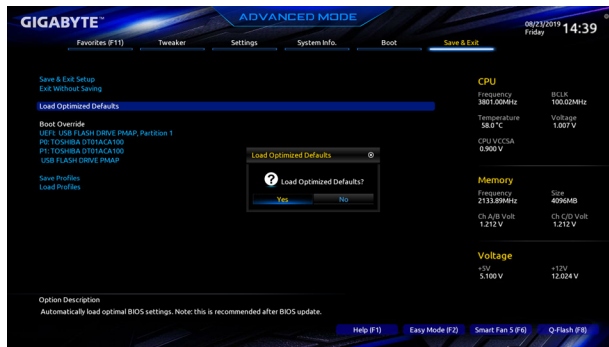 GIGABYTE™
ADVANCED MODE
08/23/2019 Friday 14:39
Favorites (F11) Tweaker Settings System Info. Boot Save & Exit
Save & Exit Setup
Exit Without Saving
Load Optimized Defaults
Boot Override
UEFI: USB FLASH DRIVE PMAP, Partition 1
P0: TOSHIBA DT01ACA100
P1: TOSHIBA DT01ACA100
USB FLASH DRIVE PMAP
Save Profiles
Load Profiles
Load Optimized Defaults
Load Optimized Defaults?
Yes No
CPU
Frequency BCLK
3801.00MHz 100.02MHz
Temperature Voltage
58.0 °C 1.007 V
CPU VCCSA
0.900 V
Memory
Frequency Size
2133.89MHz 4096MB
Ch A/B Volt Ch C/D Volt
1.212 V 1.212 V
Voltage
+5V +12V
5.100 V 12.024 V
Option Description
Automatically load optimal BIOS settings. Note: this is recommended after BIOS update.
Help (F1) Easy Mode (F2) Smart Fan 5 (F6) Q-Flash (F8)